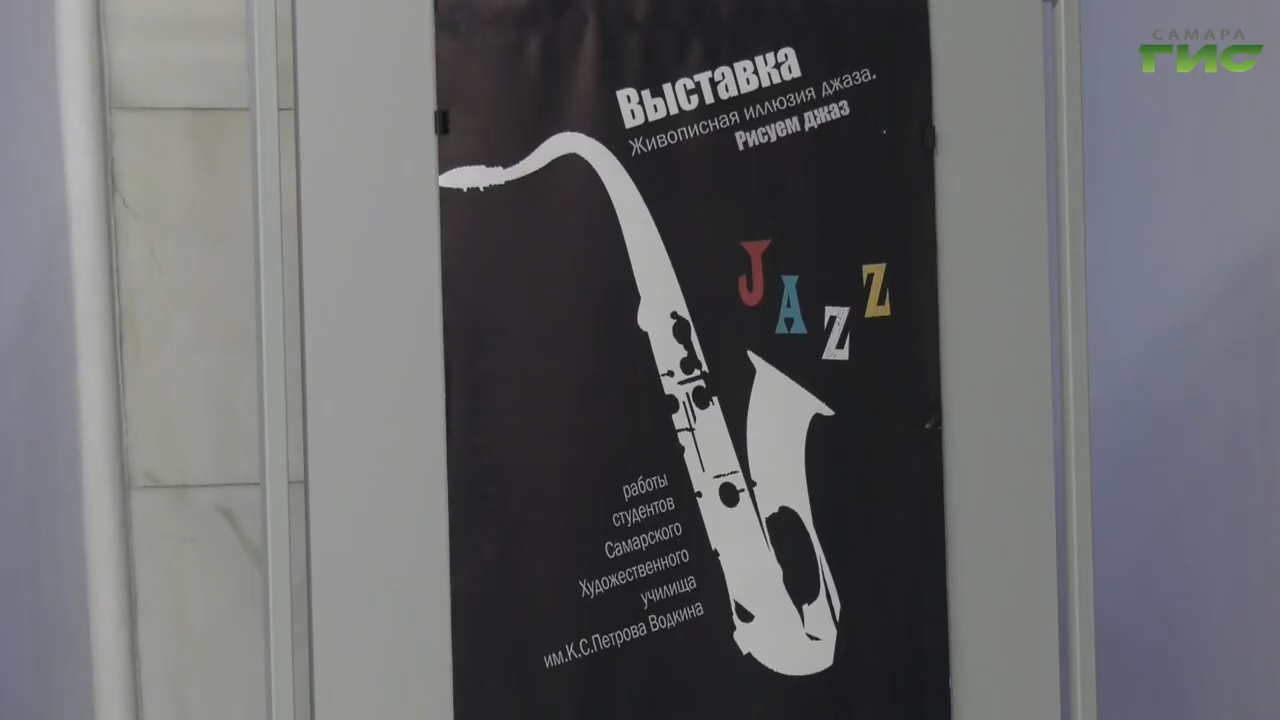 САМАРА
ГИС
Выставка
Живописная иллюзия джаза.
Рисуем джаз
JAZZ
работы
студентов
Самарского
Художественного
училища
им.К.С.Петрова Водкина